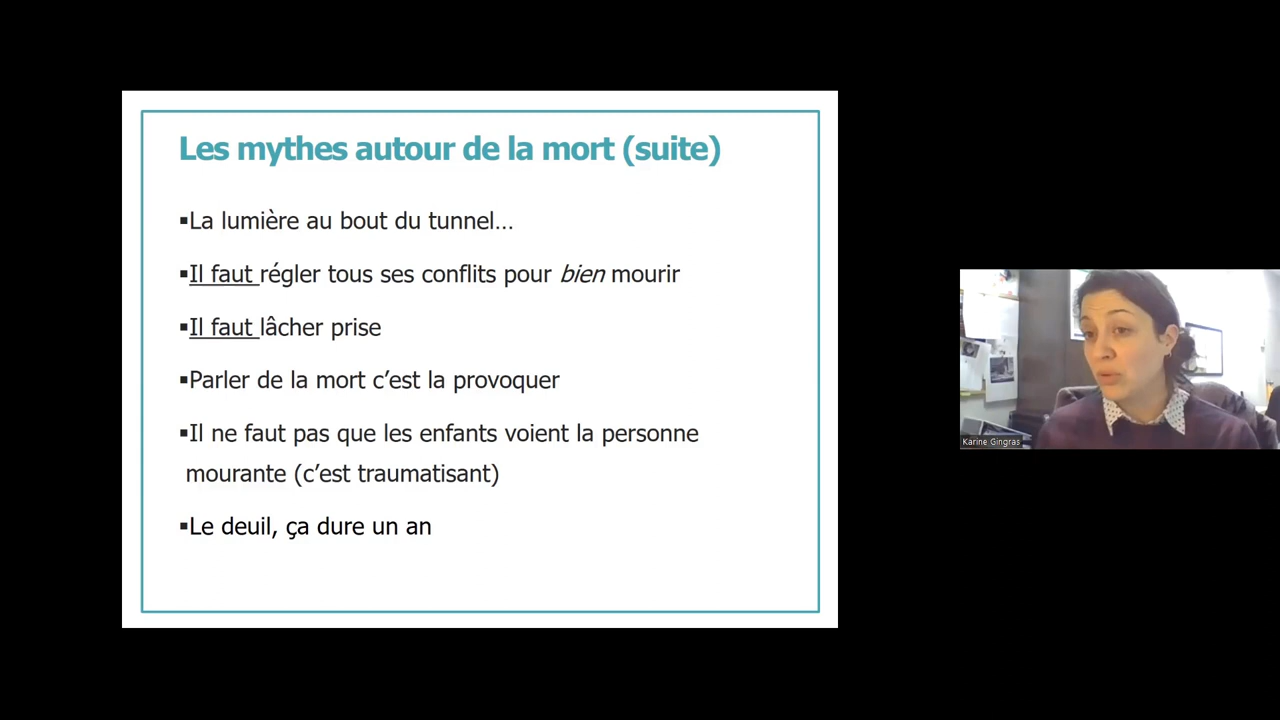 Les mythes autour de la mort (suite)
▪La lumière au bout du tunnel…
▪Il faut régler tous ses conflits pour bien mourir
▪Il faut lâcher prise
▪Parler de la mort c’est la provoquer
▪Il ne faut pas que les enfants voient la personne
mourante (c’est traumatisant)
▪Le deuil, ça dure un an
Karine Gingras